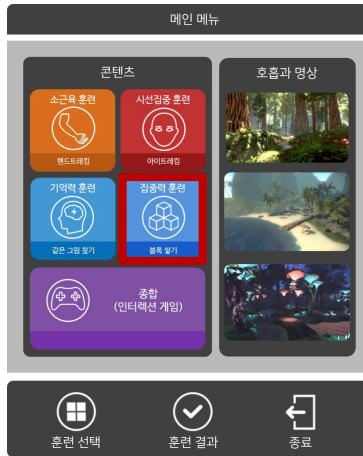 메인 메뉴
콘텐츠
호흡과 명상
소근육 훈련
시선집중 훈련
핸드트레킹
아이트레킹
기억력 훈련
집중력 훈련
같은 그림 찾기
블록 쌓기
종합
(인터렉션 게임)
훈련 선택
훈련 결과
종료